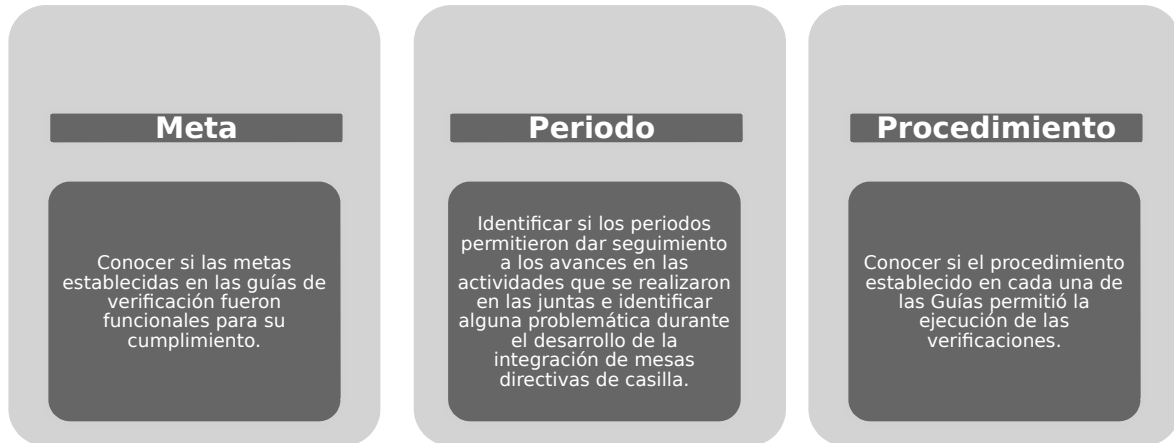 Meta
Conocer si las metas
establecidas en las guías de
verificación fueron
funcionales para su
cumplimiento.
Periodo
Identificar si los periodos
permitieron dar seguimiento
a los avances en las
actividades que se realizaron
en las juntas e identificar
alguna problemática durante
el desarrollo de la
integración de mesas
directivas de casilla.
Procedimiento
Conocer si el procedimiento
establecido en cada una de
las Guías permitió la
ejecución de las
verificaciones.